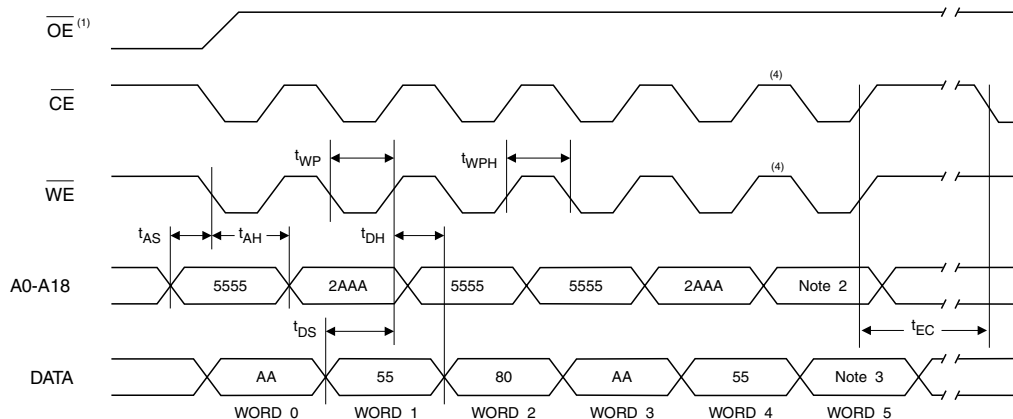 OE (1)
CE
(4)
tWP
tWPH
WE
(4)
tAS
tAH
tDH
A0-A18
5555
2AAA
5555
5555
2AAA
Note 2
tDS
tEC
DATA
AA
55
80
AA
55
Note 3
WORD 0
WORD 1
WORD 2
WORD 3
WORD 4
WORD 5